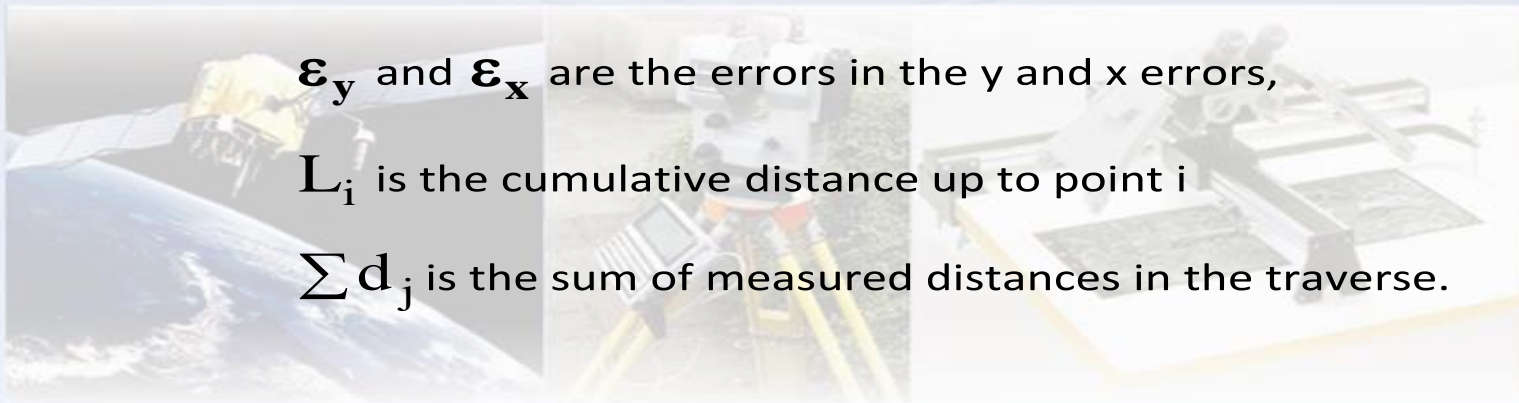 εy and εx are the errors in the y and x errors,
Li is the cumulative distance up to point i
∑dj is the sum of measured distances in the traverse.